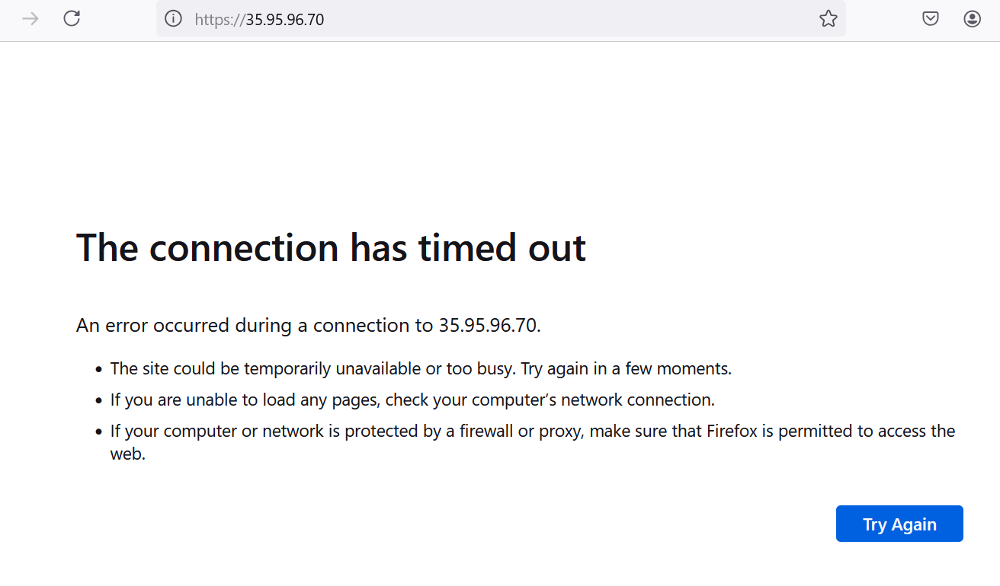 https://35.95.96.70
The connection has timed out
An error occurred during a connection to 35.95.96.70.
• The site could be temporarily unavailable or too busy. Try again in a few moments.
• If you are unable to load any pages, check your computer’s network connection.
• If your computer or network is protected by a firewall or proxy, make sure that Firefox is permitted to access the
web.
Try Again